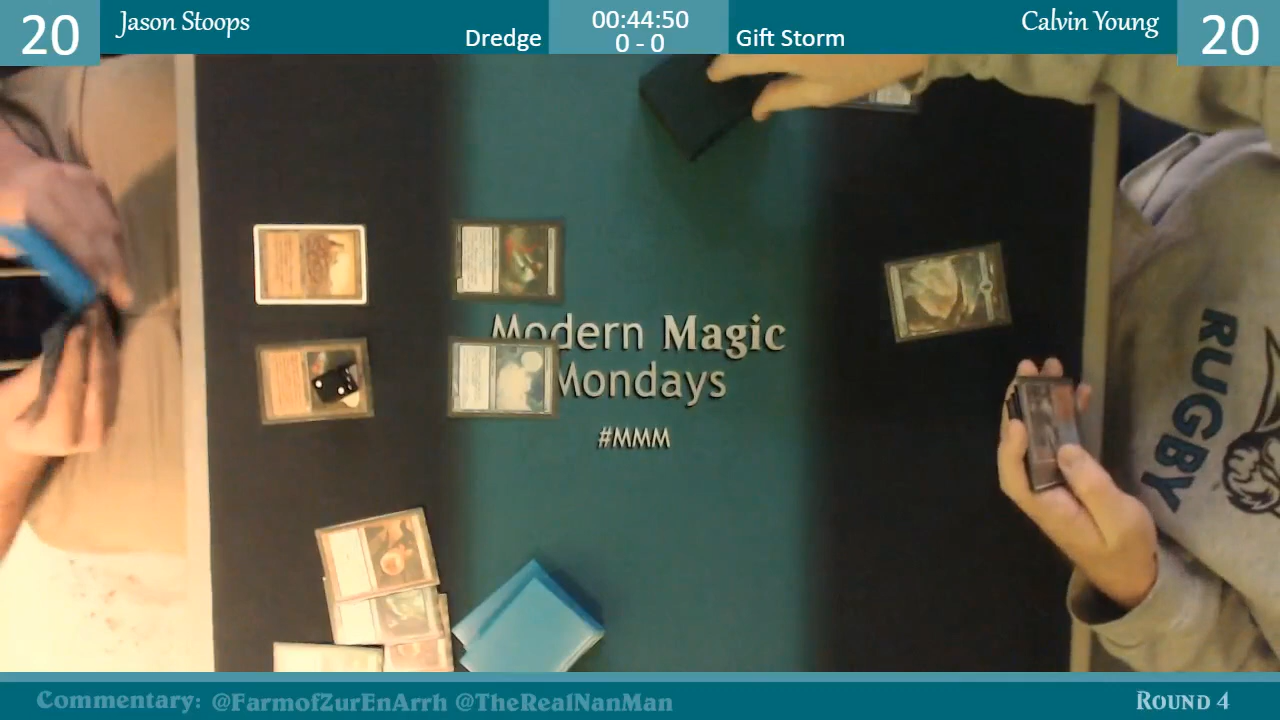 20
Jason Stoops
Dredge
00:44:50
0 - 0
Gift Storm
Calvin Young
20
Modern Magic
Mondays
#MMM
RUGBY
Commentary: @FarmofZurEnArrh @TheRealNanMan
Round 4